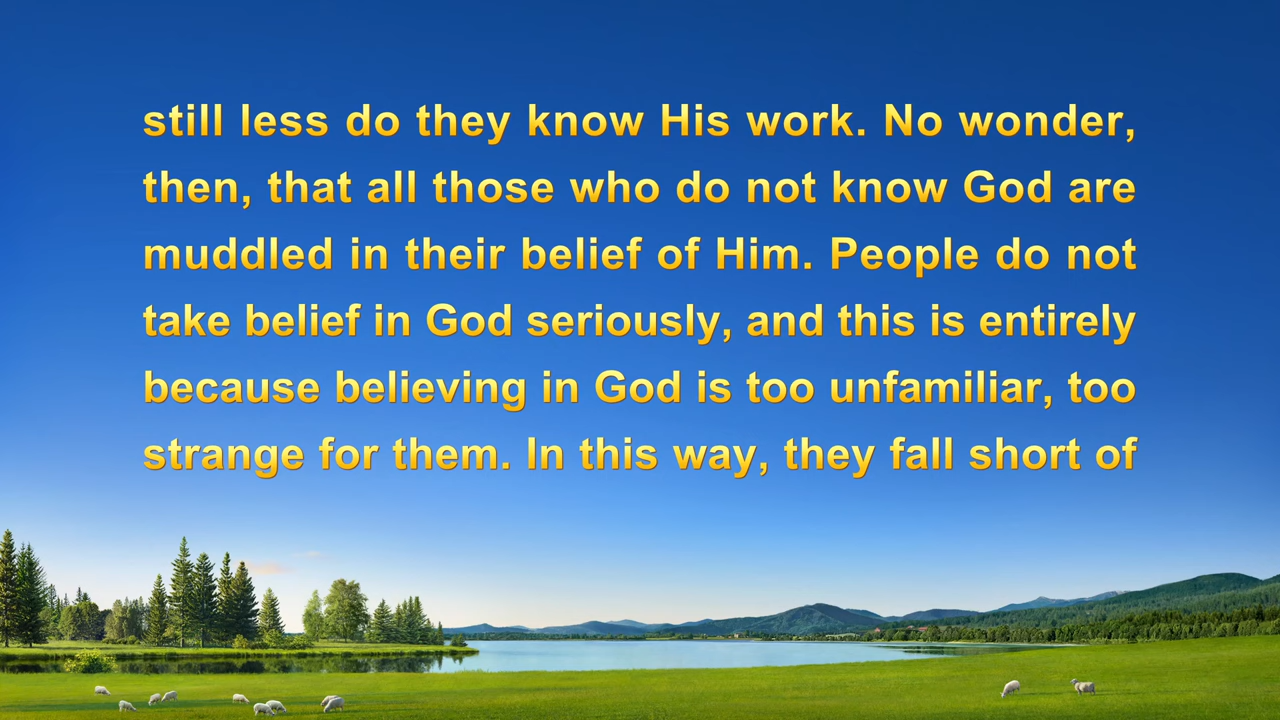 still less do they know His work. No wonder,
then, that all those who do not know God are
muddled in their belief of Him. People do not
take belief in God seriously, and this is entirely
because believing in God is too unfamiliar, too
strange for them. In this way, they fall short of